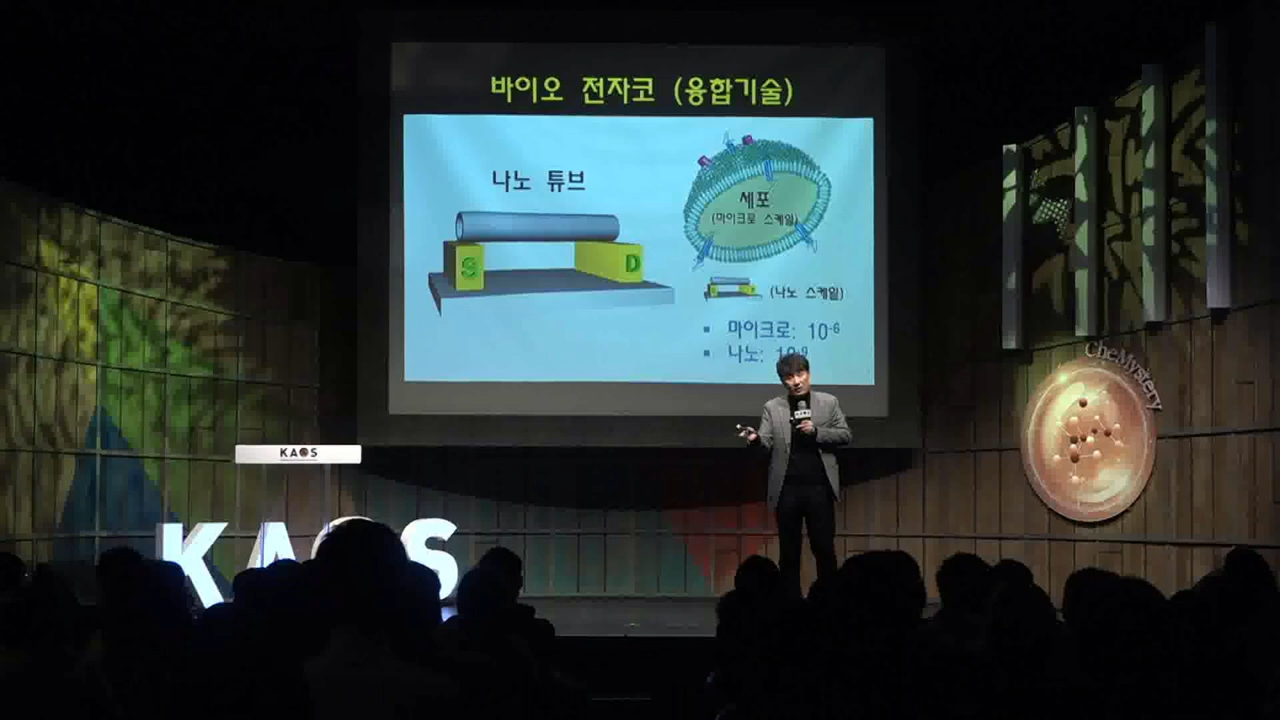 바이오 전자코 (융합기술)
나노 튜브
S
D
세포
(마이크로 스케일)
(나노 스케일)
▪ 마이크로: 10-6
▪ 나노: 10-9
CheMystery
KAOS
KAOS